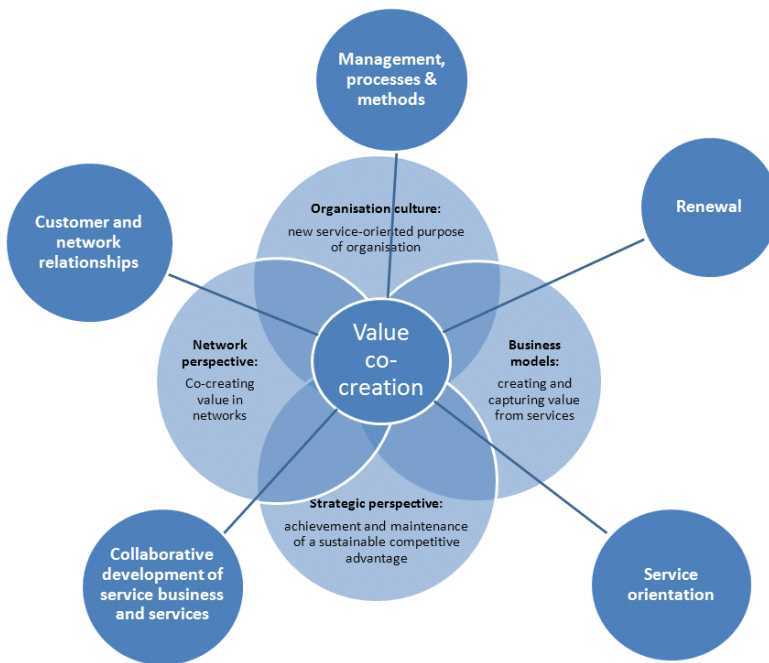 Management,
processes &
methods
Customer and
network
relationships
Renewal
Organisation culture:
new service-oriented purpose
of organisation
Network
perspective:
Co-creating
value in
networks
Value
co-
creation
Business
models:
creating and
capturing value
from services
Strategic perspective:
achievement and maintenance
of a sustainable competitive
advantage
Collaborative
development of
service business
and services
Service
orientation